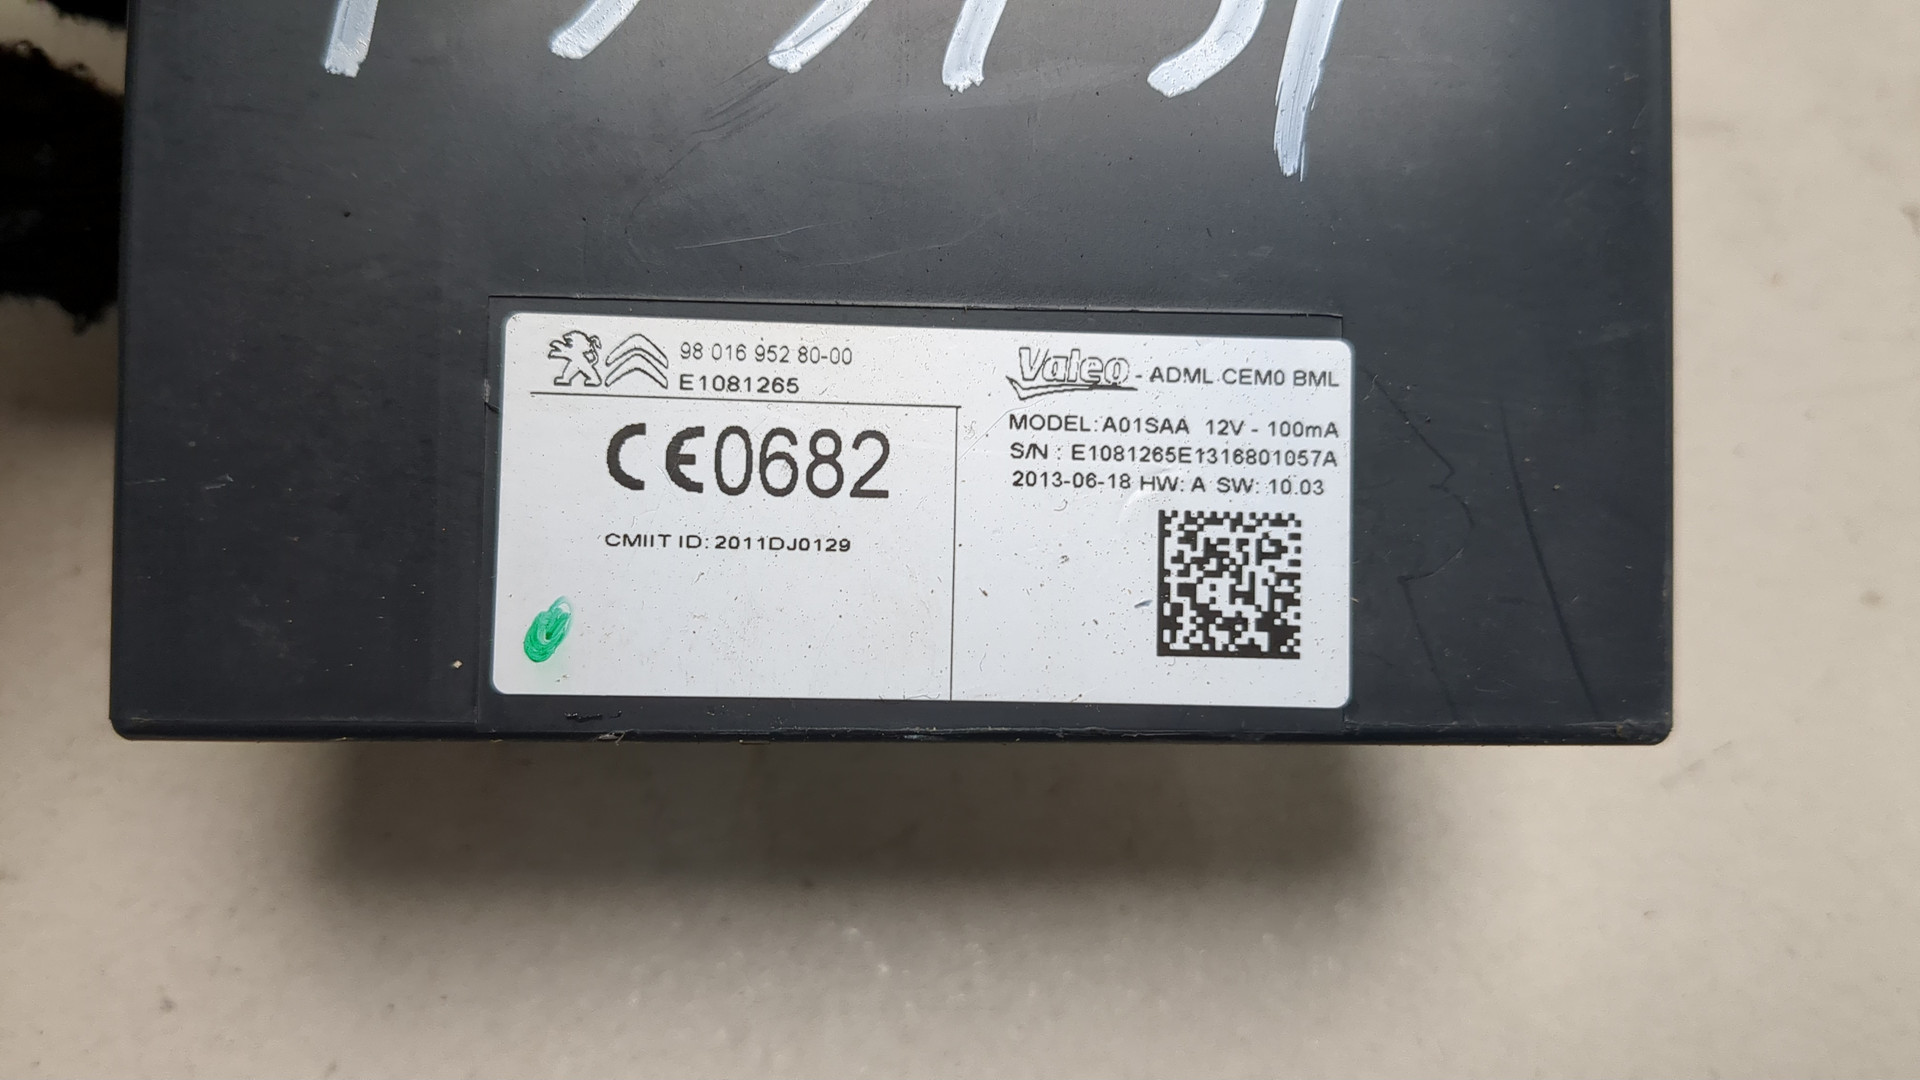 98 016 952 80-00
E1081265
CE0682
CMIIT ID: 2011DJ0129
Valeo - ADML CEM0 BML
MODEL: A01SAA 12V - 100mA
S/N : E1081265E1316801057A
2013-06-18 HW: A SW: 10.03